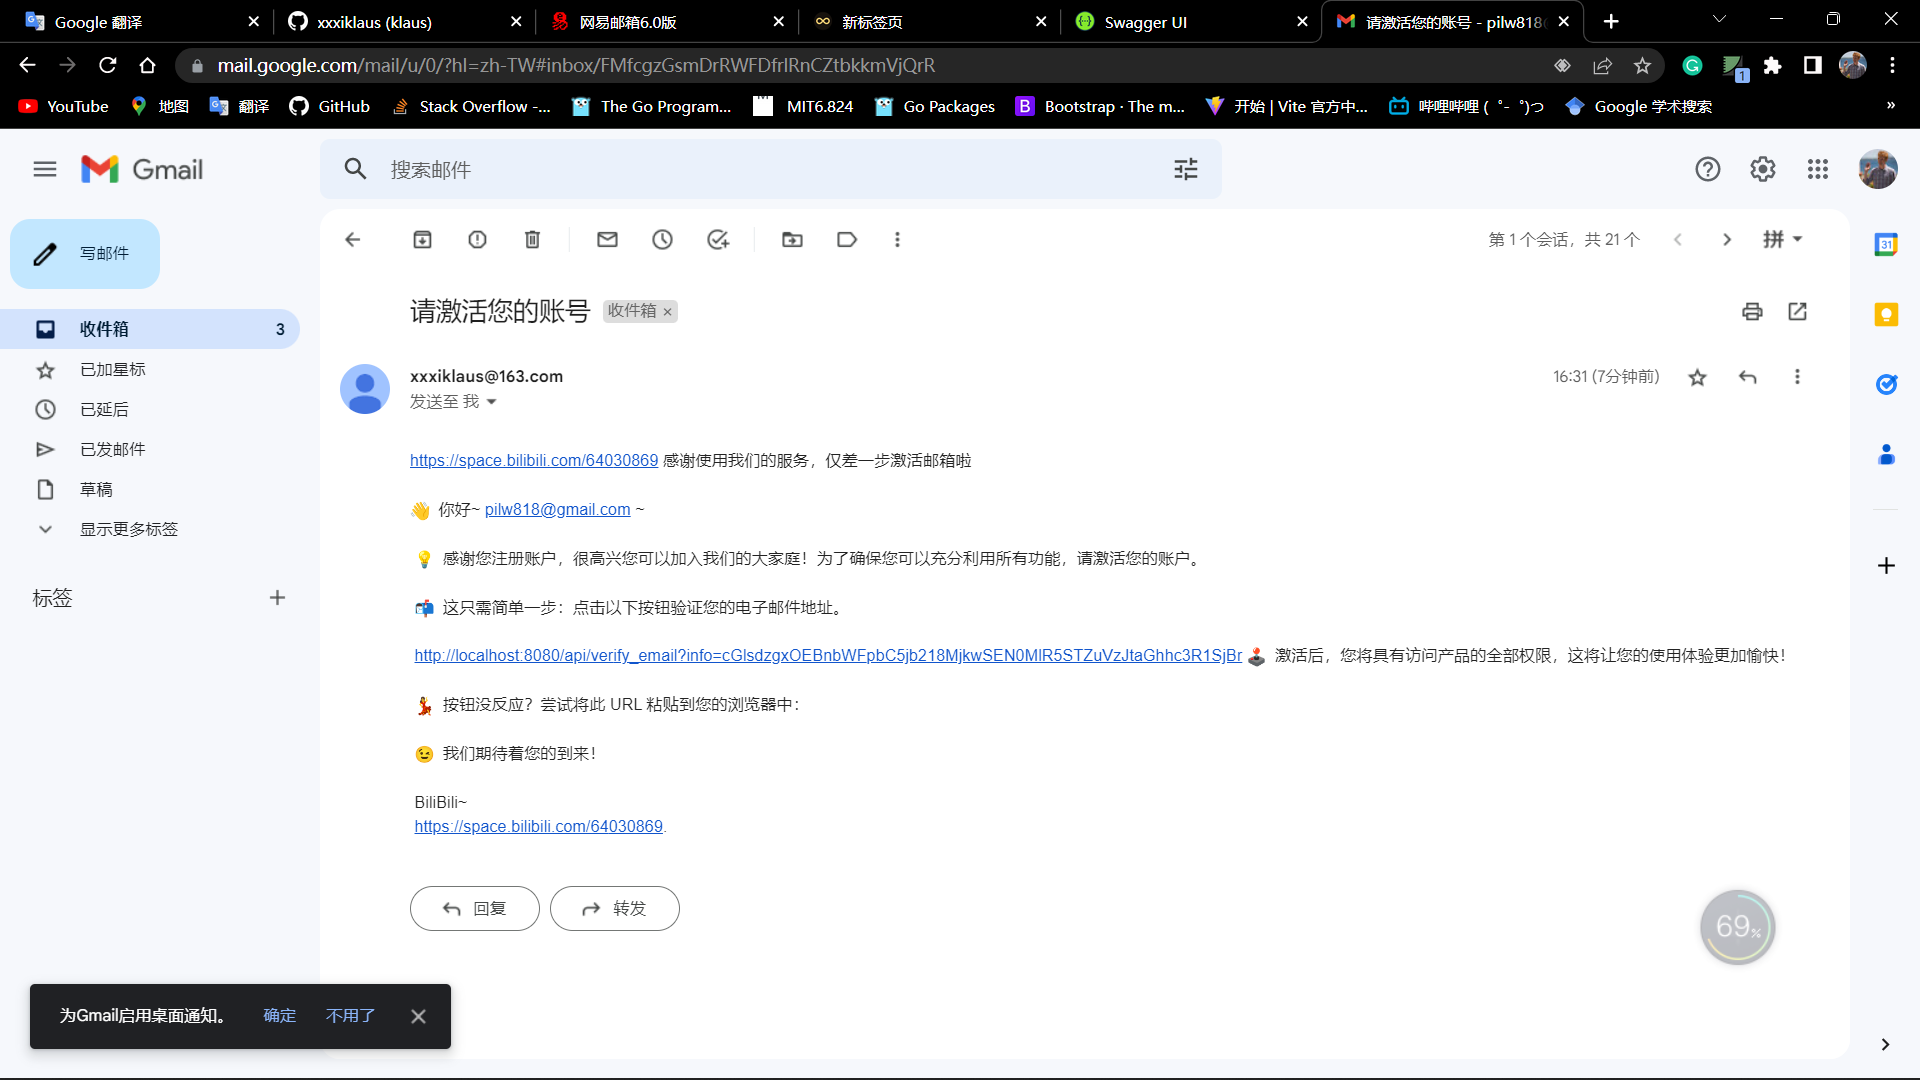 Google 翻译
xxxiklaus (klaus)
网易邮箱6.0版
新标签页
Swagger UI
请激活您的账号 - pilw818
mail.google.com/mail/u/0/?hl=zh-TW#inbox/FMfcgzGsmDrRWFDfrlRnCZtbkkmVjQrR
1
YouTube
地图
翻译
GitHub
Stack Overflow -...
The Go Program...
MIT6.824
Go Packages
Bootstrap · The m...
开始 | Vite 官方中...
哔哩哔哩 ( ゜- ゜)つ
Google 学术搜索
»
Gmail
搜索邮件
写邮件
第 1 个会话，共 21 个
拼
31
请激活您的账号
收件箱 ×
收件箱 3
已加星标
已延后
已发邮件
草稿
显示更多标签
标签
xxxiklaus@163.com
16:31 (7分钟前)
发送至 我
https://space.bilibili.com/64030869 感谢使用我们的服务，仅差一步激活邮箱啦
👋 你好~ pilw818@gmail.com ~
💡 感谢您注册账户，很高兴您可以加入我们的大家庭！为了确保您可以充分利用所有功能，请激活您的账户。
📬 这只需简单一步：点击以下按钮验证您的电子邮件地址。
http://localhost:8080/api/verify_email?info=cGlsdzgxOEBnbWFpbC5jb218MjkwSEN0MlR5STZuVzJtaGhhc3R1SjBr 🕹 激活后，您将具有访问产品的全部权限，这将让您的使用体验更加愉快！
💃 按钮没反应？尝试将此 URL 粘贴到您的浏览器中：
😉 我们期待着您的到来！
BiliBili~
https://space.bilibili.com/64030869.
回复
转发
69%
为Gmail启用桌面通知。 确定 不用了